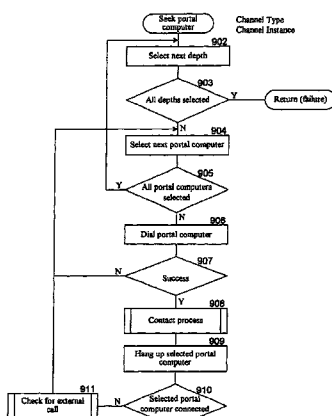 Seek portal
computer
Channel Type
Channel Instance
902
Select next depth
903
All depths selected
Y
Return (failure)
N
904
Select next portal computer
905
All portal computers
selected
Y
N
906
Dial portal computer
907
Success
N
Y
908
Contact process
909
Hang up selected portal
computer
910
Selected portal
computer connected
N
911
Check for external
call